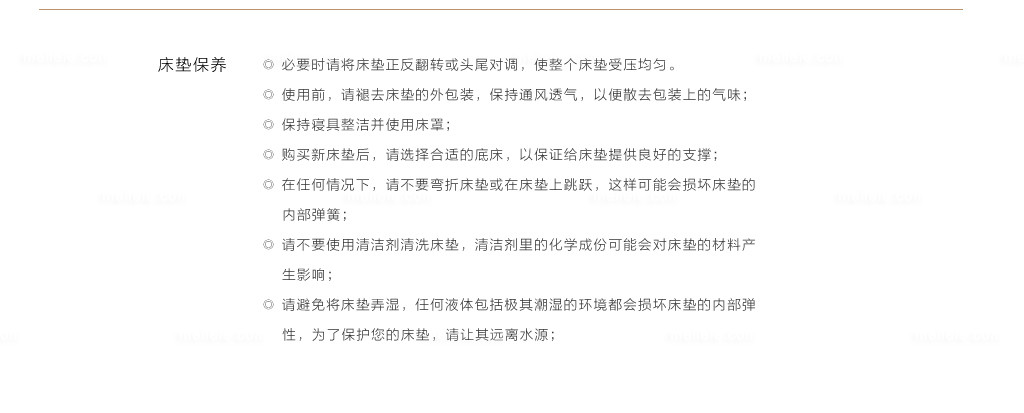 床垫保养
◎ 必要时请将床垫正反翻转或头尾对调，使整个床垫受压均匀。
◎ 使用前，请褪去床垫的外包装，保持通风透气，以便散去包装上的气味；
◎ 保持寝具整洁并使用床罩；
◎ 购买新床垫后，请选择合适的底床，以保证给床垫提供良好的支撑；
◎ 在任何情况下，请不要弯折床垫或在床垫上跳跃，这样可能会损坏床垫的
内部弹簧；
◎ 请不要使用清洁剂清洗床垫，清洁剂里的化学成份可能会对床垫的材料产
生影响；
◎ 请避免将床垫弄湿，任何液体包括极其潮湿的环境都会损坏床垫的内部弹
性，为了保护您的床垫，请让其远离水源；